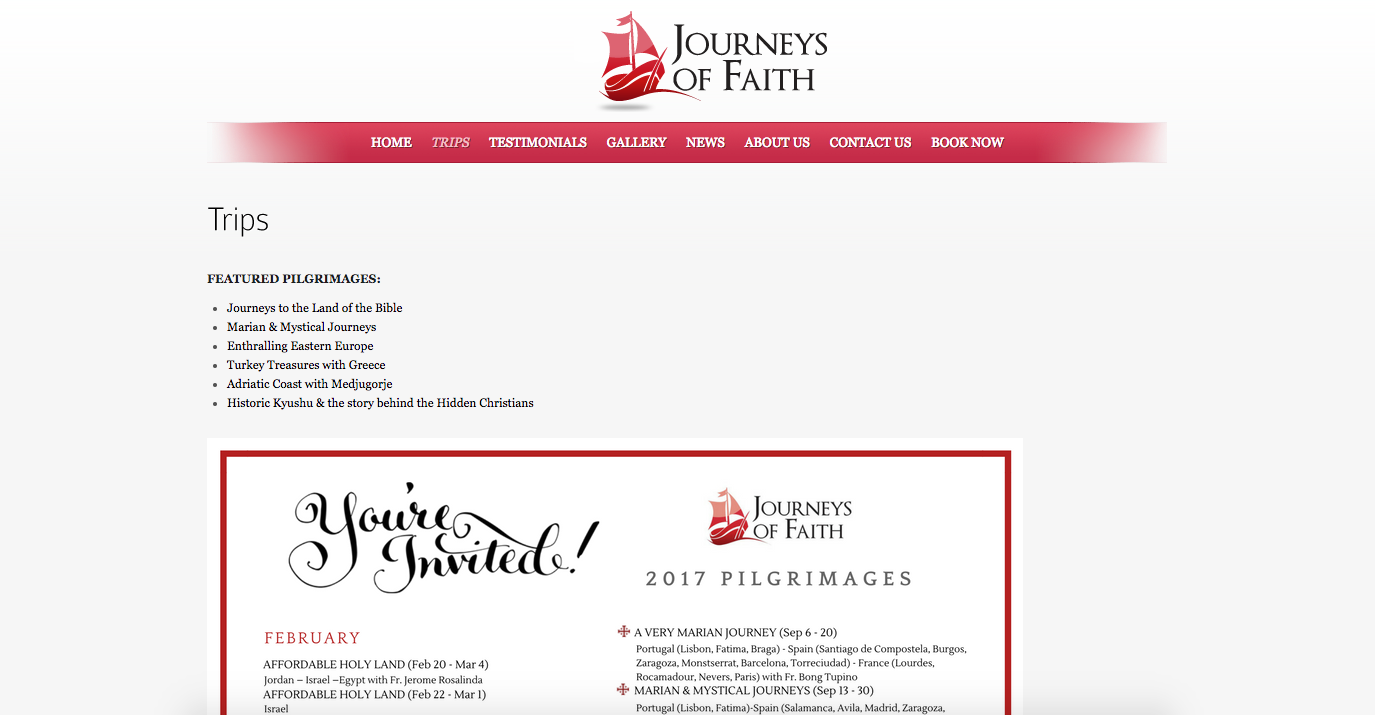 JOURNEYS
OF FAITH
HOME TRIPS TESTIMONIALS GALLERY NEWS ABOUT US CONTACT US BOOK NOW
Trips
FEATURED PILGRIMAGES:
Journeys to the Land of the Bible
Marian & Mystical Journeys
Enthralling Eastern Europe
Turkey Treasures with Greece
Adriatic Coast with Medjugorje
Historic Kyushu & the story behind the Hidden Christians
You're
Invited!
JOURNEYS
OF FAITH
2017 PILGRIMAGES
FEBRUARY
AFFORDABLE HOLY LAND (Feb 20 - Mar 4)
Jordan – Israel –Egypt with Fr. Jerome Rosalinda
AFFORDABLE HOLY LAND (Feb 22 - Mar 1)
Israel
A VERY MARIAN JOURNEY (Sep 6 - 20)
Portugal (Lisbon, Fatima, Braga) - Spain (Santiago de Compostela, Burgos,
Zaragoza, Monstserrat, Barcelona, Torreciudad) - France (Lourdes,
Rocamadour, Nevers, Paris) with Fr. Bong Tupino
MARIAN & MYSTICAL JOURNEYS (Sep 13 - 30)
Portugal (Lisbon, Fatima)-Spain (Salamanca, Avila, Madrid, Zaragoza,